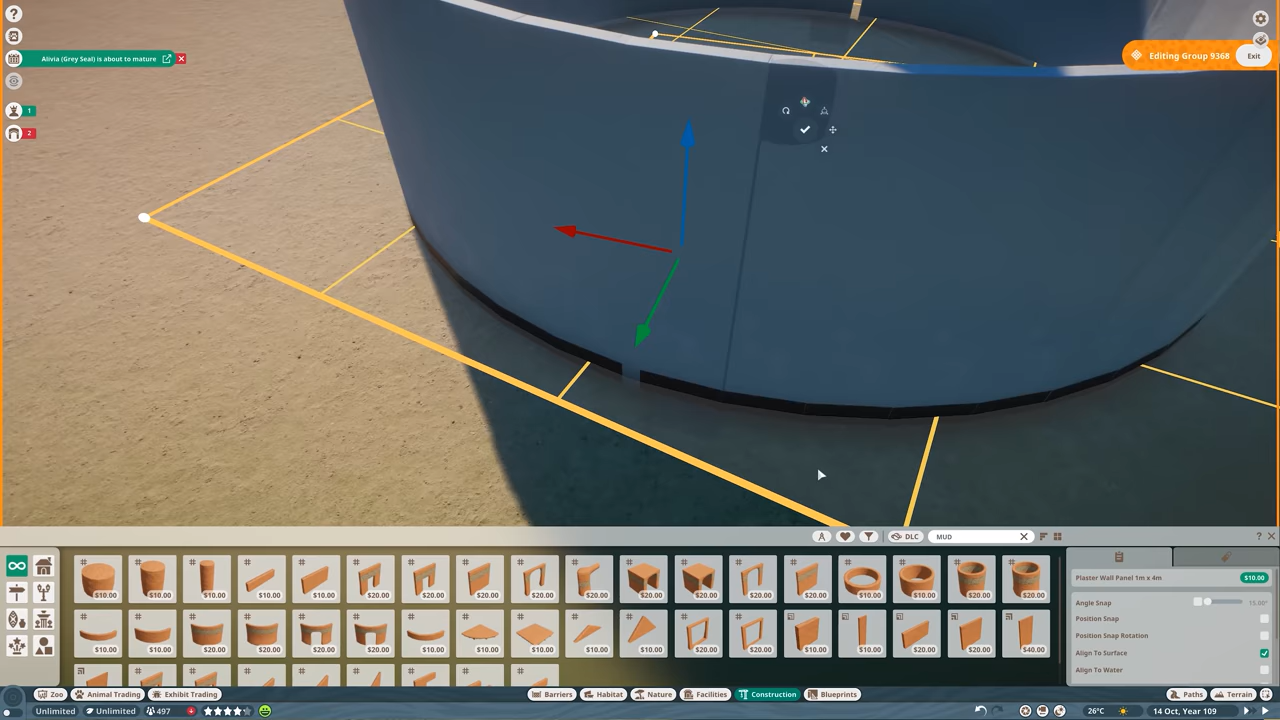 ?
Editing Group 9368
Exit
Alivia (Grey Seal) is about to mature
1
2
DLC
MUD
?
$10.00 $10.00 $10.00 $10.00 $10.00 $20.00 $20.00 $20.00 $20.00 $20.00 $20.00 $20.00 $20.00 $20.00 $10.00 $10.00 $20.00 $20.00
Plaster Wall Panel 1m x 4m
$10.00
Angle Snap
15.00°
Position Snap
Position Snap Rotation
$10.00 $10.00 $20.00 $20.00 $20.00 $20.00 $10.00 $20.00 $20.00 $10.00 $10.00 $20.00 $20.00 $20.00 $10.00 $20.00 $20.00 $40.00
Align To Surface
Align To Water
Zoo
Animal Trading
Exhibit Trading
Barriers
Habitat
Nature
Facilities
Construction
Blueprints
Paths
Terrain
Unlimited
Unlimited
497
26°C
14 Oct, Year 109